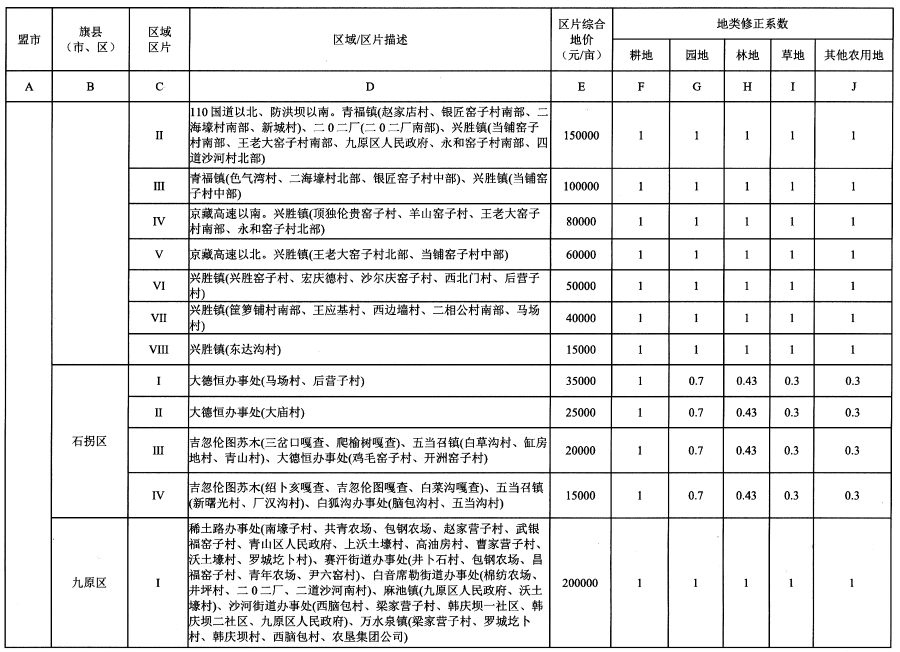 盟市 旗县（市、区） 区域区片 区域/区片描述 区片综合地价（元/亩） 地类修正系数
耕地 园地 林地 草地 其他农用地
A B C D E F G H I J
II 110国道以北、防洪坝以南。青福镇(赵家店村、银匠窑子村南部、二 150000 1 1 1 1 1
海壕村南部、新城村)、二0二厂(二0二厂南部)、兴胜镇(当铺窑子
村南部、王老大窑子村南部、九原区人民政府、永和窑子村南部、四
道沙河村北部)
III 青福镇(色气湾村、二海壕村北部、银匠窑子村中部)、兴胜镇(当铺窑 100000 1 1 1 1 1
子村中部)
IV 京藏高速以南。兴胜镇(顶独伦贵窑子村、羊山窑子村、王老大窑子 80000 1 1 1 1 1
村南部、永和窑子村北部)
V 京藏高速以北。兴胜镇(王老大窑子村北部、当铺窑子村中部) 60000 1 1 1 1 1
VI 兴胜镇(兴胜窑子村、宏庆德村、沙尔庆窑子村、西北门村、后营子 50000 1 1 1 1 1
村)
VII 兴胜镇(筐箩铺村南部、王应基村、西边墙村、二相公村南部、马场 40000 1 1 1 1 1
村)
VIII 兴胜镇(东达沟村) 15000 1 1 1 1 1
石拐区 I 大德恒办事处(马场村、后营子村) 35000 1 0.7 0.43 0.3 0.3
II 大德恒办事处(大庙村) 25000 1 0.7 0.43 0.3 0.3
III 吉忽伦图苏木(三岔口嘎查、爬榆树嘎查)、五当召镇(白草沟村、缸房 20000 1 0.7 0.43 0.3 0.3
地村、青山村)、大德恒办事处(鸡毛窑子村、开洲窑子村)
IV 吉忽伦图苏木(绍卜亥嘎查、吉忽伦图嘎查、白菜沟嘎查)、五当召镇 15000 1 0.7 0.43 0.3 0.3
(新曙光村、厂汉沟村)、白狐沟办事处(脑包沟村、五当沟村)
九原区 I 稀土路办事处(南壕子村、共青农场、包钢农场、赵家营子村、武银 200000 1 1 1 1 1
福窑子村、青山区人民政府、上沃土壕村、高油房村、曹家营子村、
沃土壕村、罗城圪卜村)、赛汗街道办事处(井卜石村、包钢农场、昌
福窑子村、青年农场、尹六窑村)、白音席勒街道办事处(棉纺农场、
井坪村、二0二厂、二道沙河南村)、麻池镇(九原区人民政府、沃土
壕村)、沙河街道办事处(西脑包村、梁家营子村、韩庆坝一社区、韩
庆坝二社区、九原区人民政府)、万水泉镇(梁家营子村、罗城圪卜
村、韩庆坝村、西脑包村、农垦集团公司)